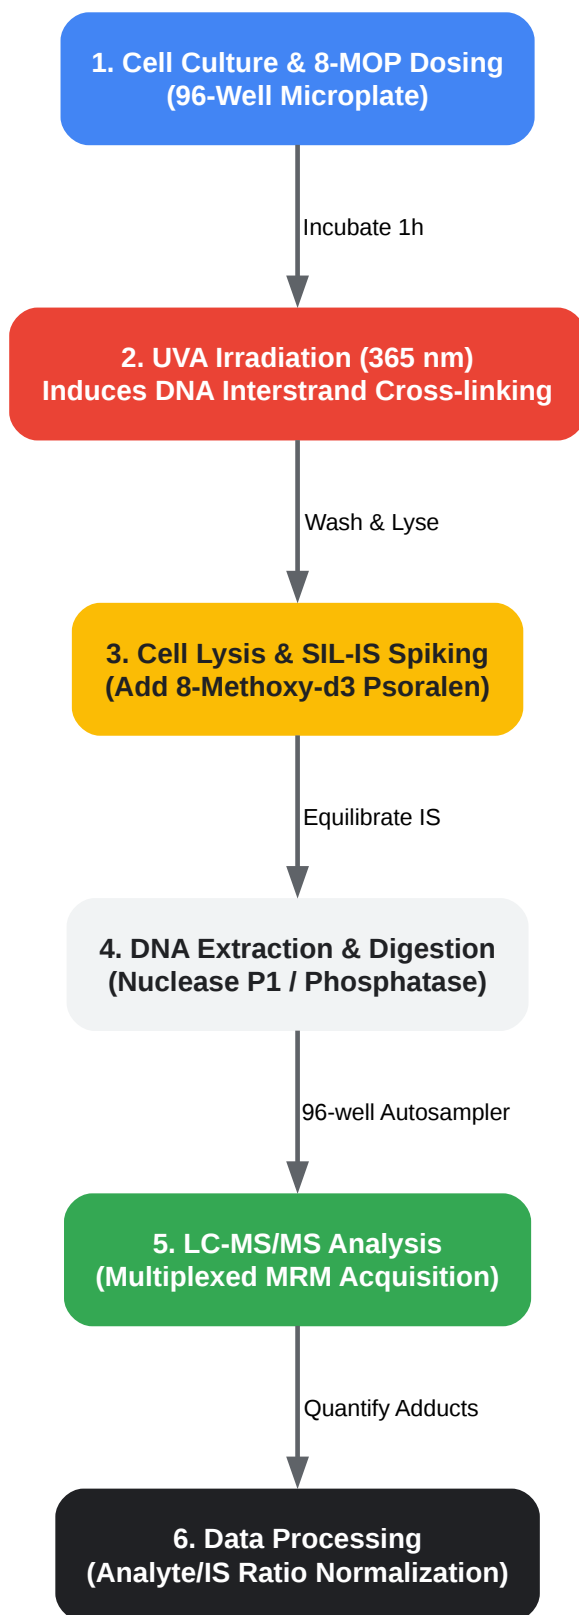 1. Cell Culture & 8-MOP Dosing
(96-Well Microplate)
Incubate 1h
2. UVA Irradiation (365 nm)
Induces DNA Interstrand Cross-linking
Wash & Lyse
3. Cell Lysis & SIL-IS Spiking
(Add 8-Methoxy-d3 Psoralen)
Equilibrate IS
4. DNA Extraction & Digestion
(Nuclease P1 / Phosphatase)
96-well Autosampler
5. LC-MS/MS Analysis
(Multiplexed MRM Acquisition)
Quantify Adducts
6. Data Processing
(Analyte/IS Ratio Normalization)